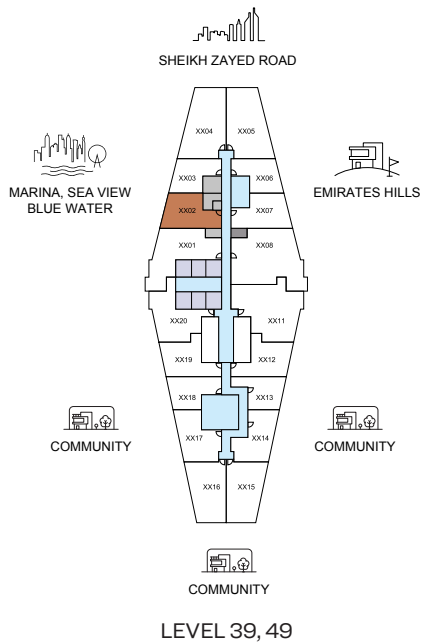 SHEIKH ZAYED ROAD
XX04
XX05
MARINA, SEA VIEW
BLUE WATER
XX03
XX06
EMIRATES HILLS
XX02
XX07
XX01
XX08
XX20
XX11
XX19
XX12
XX18
XX13
COMMUNITY
XX17
XX14
COMMUNITY
XX16
XX15
COMMUNITY
LEVEL 39, 49